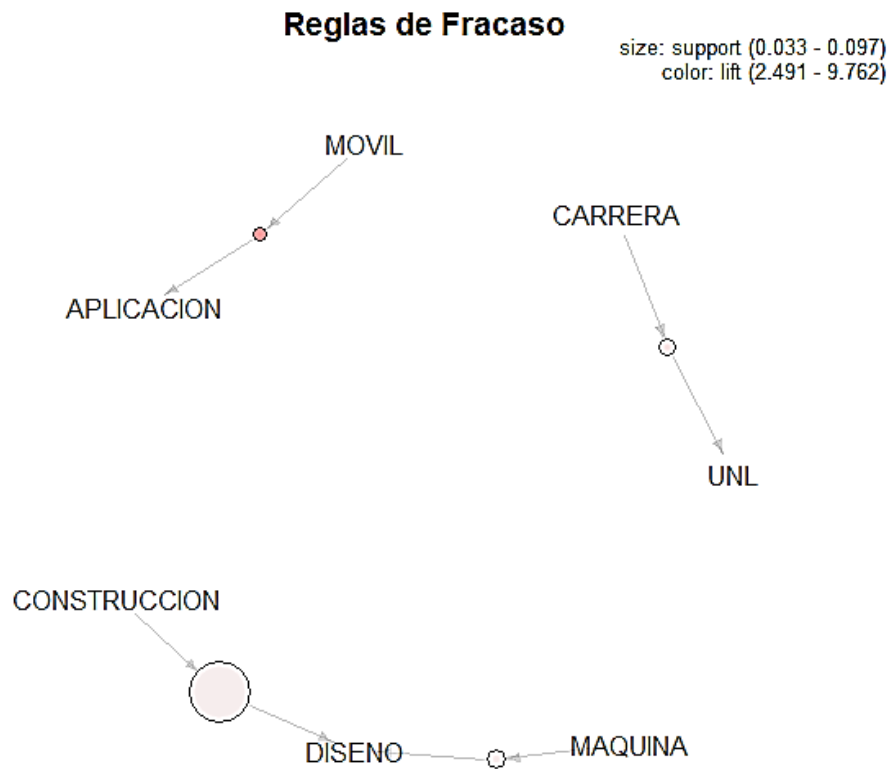 Reglas de Fracaso
size: support (0.033 - 0.097)
color: lift (2.491 - 9.762)
MOVIL
CARRERA
APLICACION
UNL
CONSTRUCCION
DISENO
MAQUINA